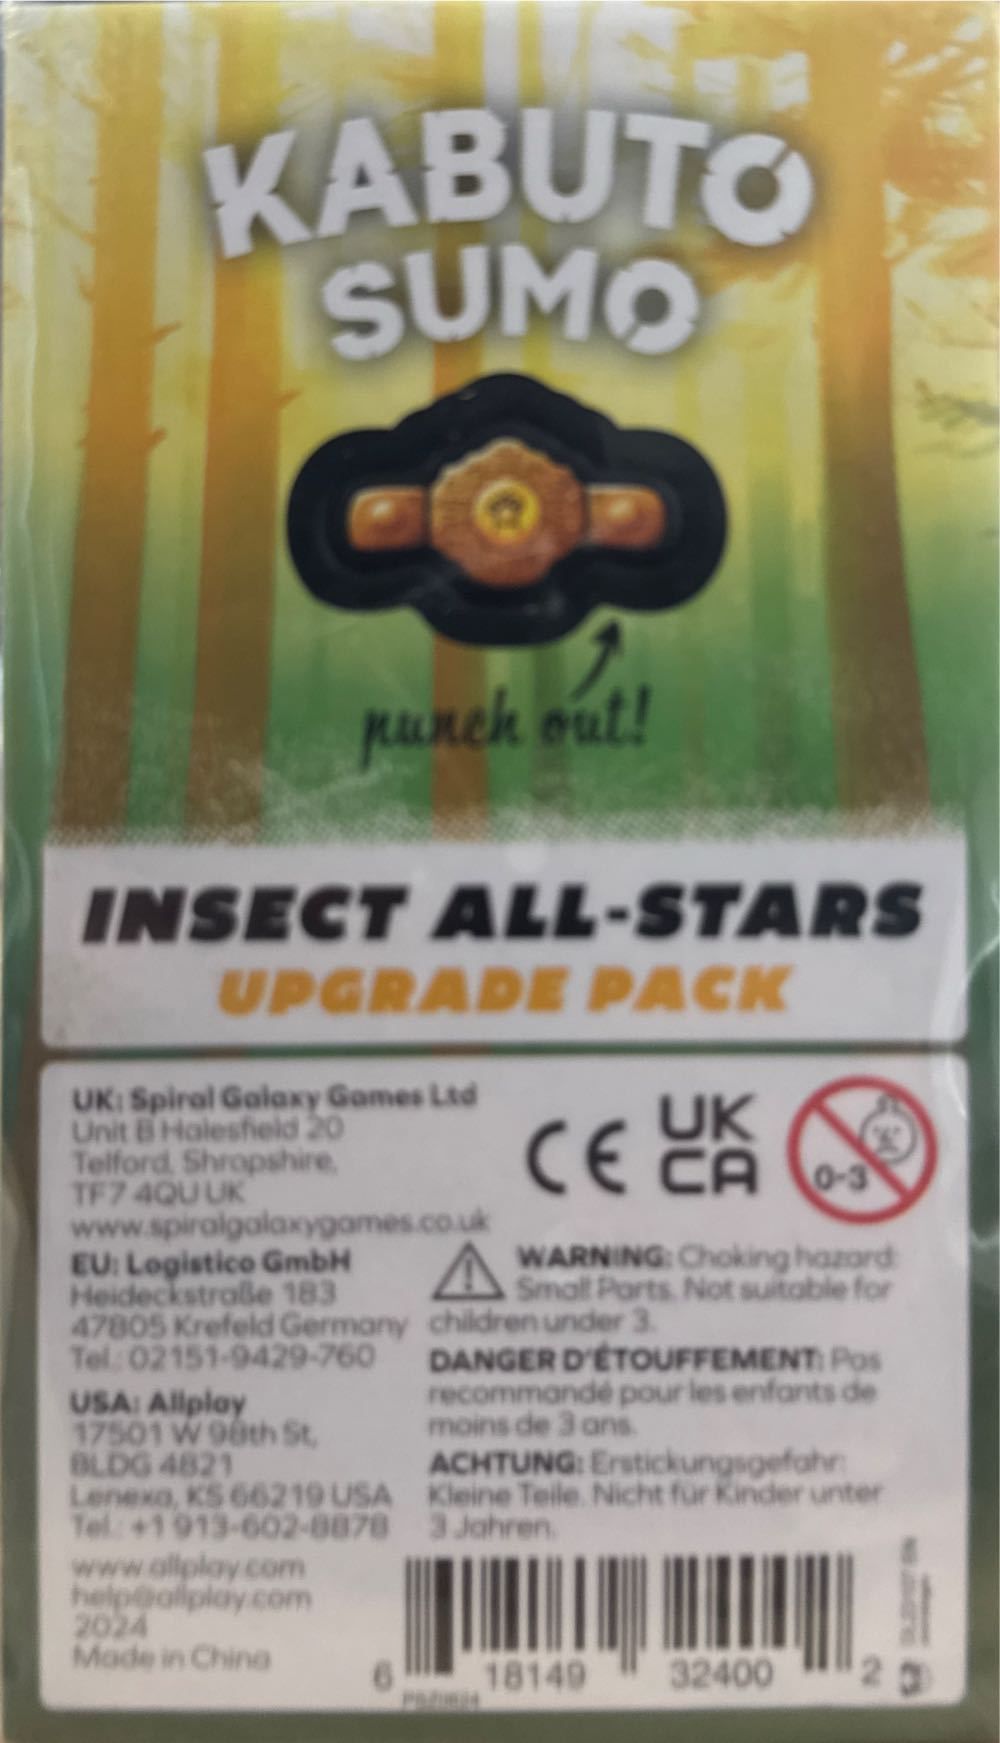 KABUTO
SUMO
punch out!
INSECT ALL-STARS
UPGRADE PACK
UK: Spiral Galaxy Games Ltd
Unit B Halesfield 20
Telford, Shropshire,
TF7 4QU UK
www.spiralgalaxygames.co.uk
EU: Logistico GmbH
Heideckstraße 183
47805 Krefeld Germany
Tel.: 02151-9429-760
USA: Allplay
17501 W 98th St,
BLDG 4821
Lenexa, KS 66219 USA
Tel.: +1 913-602-8878
www.allplay.com
help@allplay.com
2024
Made in China
CE
UK
CA
0-3
WARNING: Choking hazard:
Small Parts. Not suitable for
children under 3.
DANGER D'ÉTOUFFEMENT: Pas
recommandé pour les enfants de
moins de 3 ans.
ACHTUNG: Erstickungsgefahr:
Kleine Teile. Nicht für Kinder unter
3 Jahren.
6 18149 32400 2